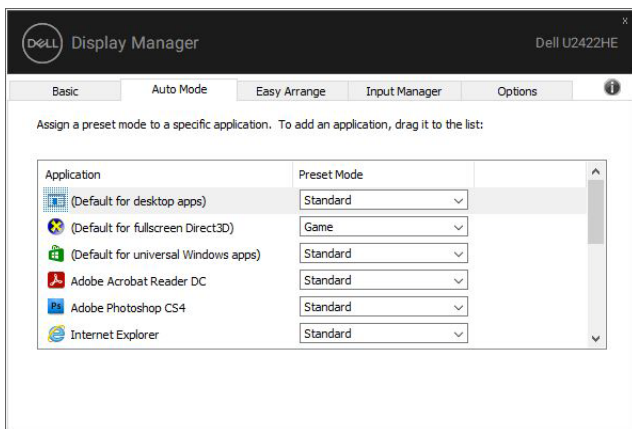 x
DELL Display Manager Dell U2422HE
Basic Auto Mode Easy Arrange Input Manager Options i
Assign a preset mode to a specific application. To add an application, drag it to the list:
Application Preset Mode
(Default for desktop apps) Standard
(Default for fullscreen Direct3D) Game
(Default for universal Windows apps) Standard
Adobe Acrobat Reader DC Standard
Ps Adobe Photoshop CS4 Standard
Internet Explorer Standard